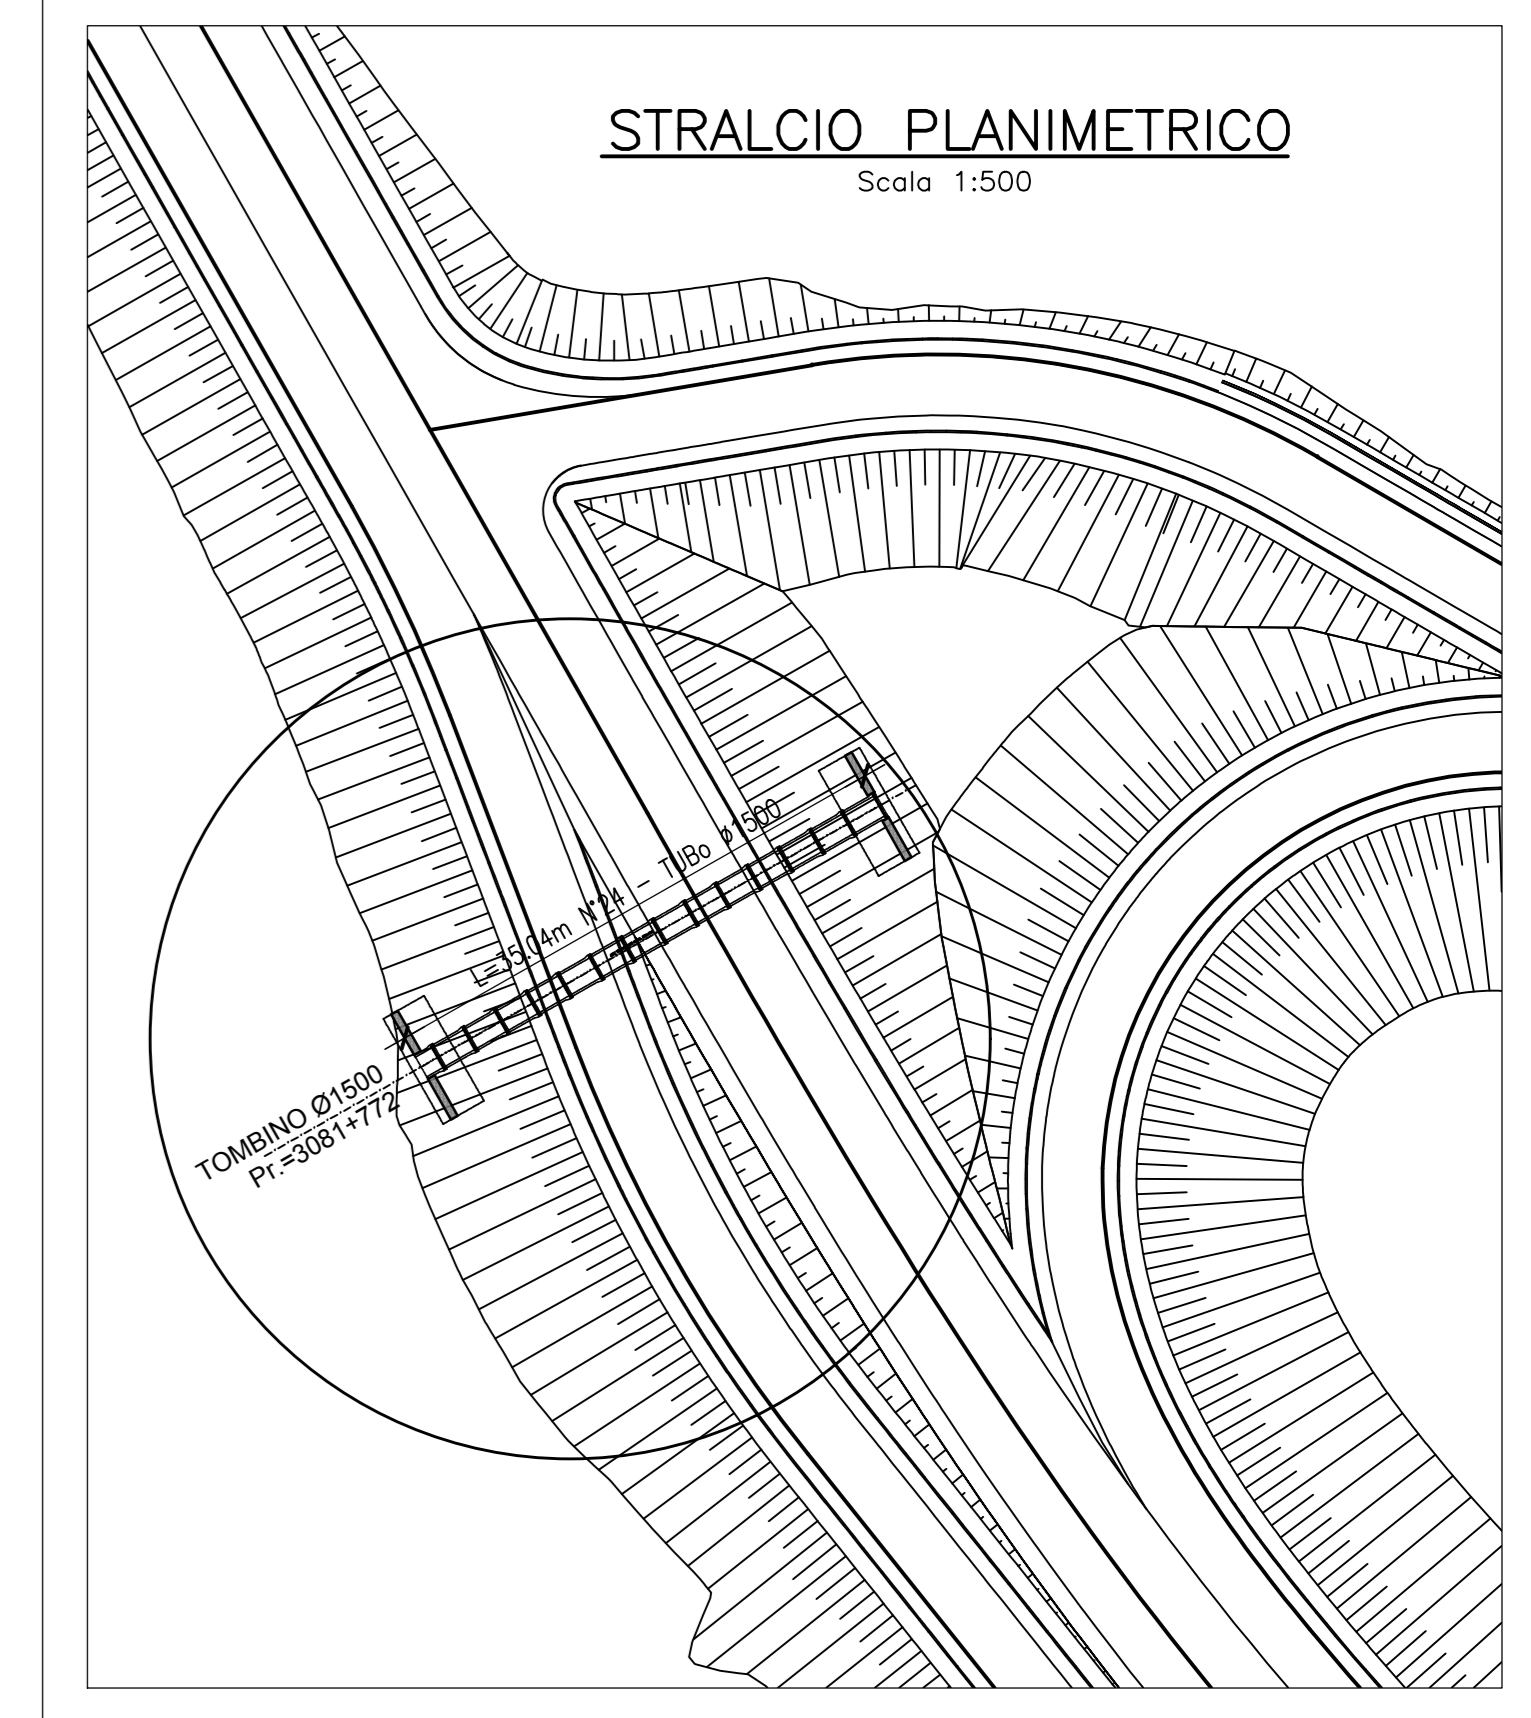 STRALCIO PLANIMETRICO
Scala 1:500
L=35.04m N°24 - TUBo ø1500
TOMBINO Ø1500
Pr.=3081+772